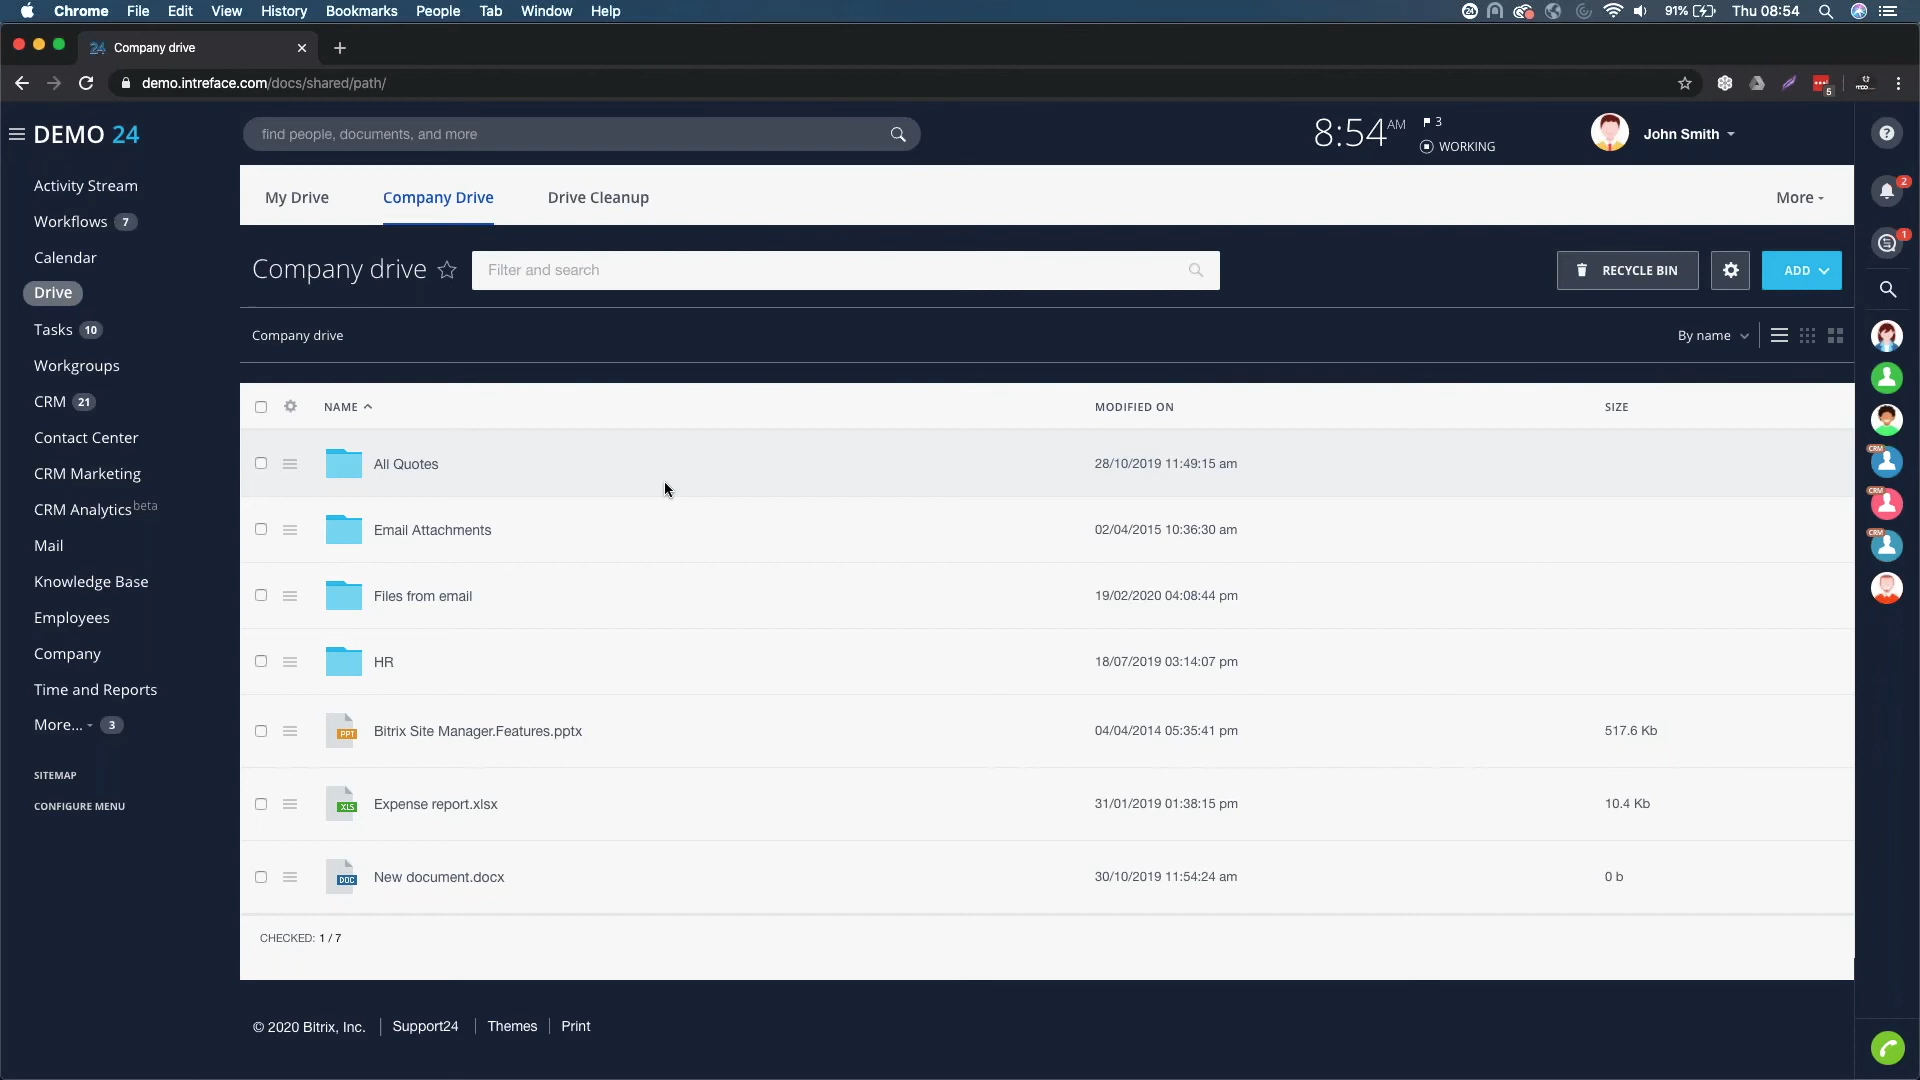 Chrome File Edit View History Bookmarks People Tab Window Help 91% Thu 08:54
Company drive
demo.intreface.com/docs/shared/path/
5
DEMO 24
find people, documents, and more
8:54 AM
3
WORKING
John Smith
2
1
Activity Stream
Workflows 7
Calendar
Drive
Tasks 10
Workgroups
CRM 21
Contact Center
CRM Marketing
CRM Analytics beta
Mail
Knowledge Base
Employees
Company
Time and Reports
More... 3
SITEMAP
CONFIGURE MENU
My Drive Company Drive Drive Cleanup More
Company drive
Filter and search
RECYCLE BIN
ADD
Company drive
By name
NAME MODIFIED ON SIZE
All Quotes 28/10/2019 11:49:15 am
Email Attachments 02/04/2015 10:36:30 am
Files from email 19/02/2020 04:08:44 pm
HR 18/07/2019 03:14:07 pm
PPT Bitrix Site Manager.Features.pptx 04/04/2014 05:35:41 pm 517.6 Kb
XLS Expense report.xlsx 31/01/2019 01:38:15 pm 10.4 Kb
DOC New document.docx 30/10/2019 11:54:24 am 0 b
CHECKED: 1 / 7
CRM
CRM
CRM
© 2020 Bitrix, Inc. Support24 Themes Print